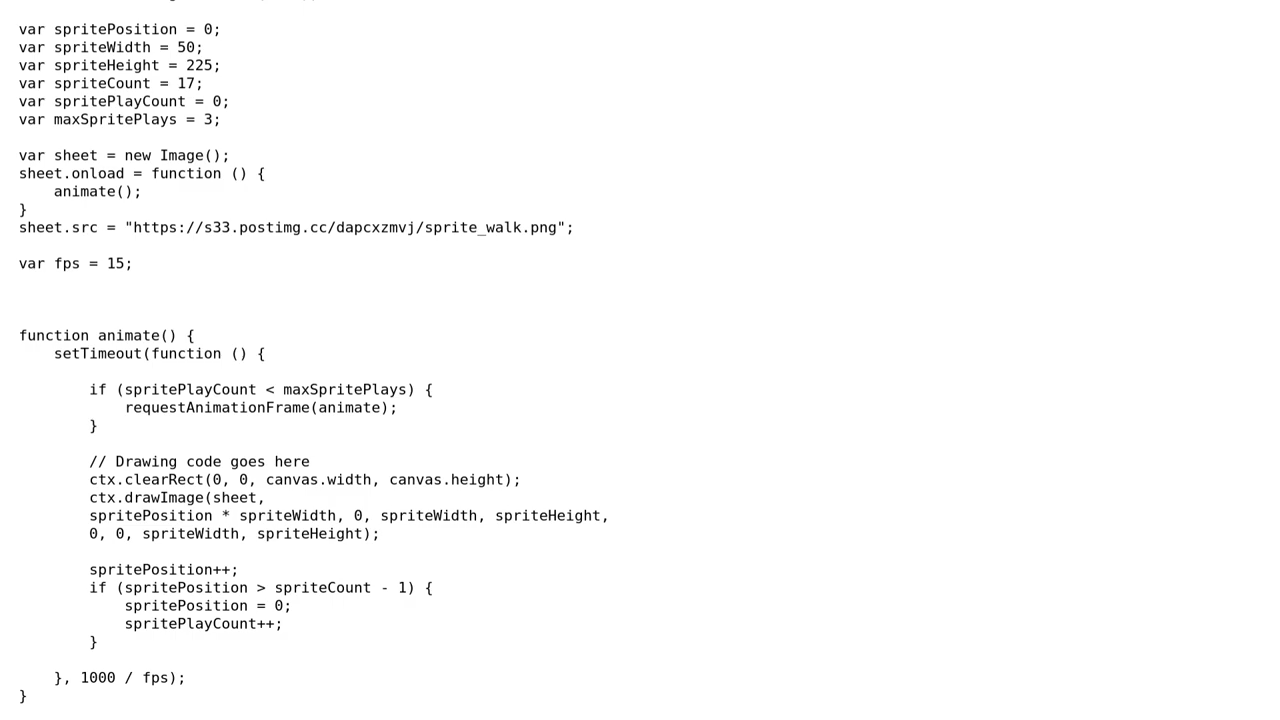 var spritePosition = 0;
var spriteWidth = 50;
var spriteHeight = 225;
var spriteCount = 17;
var spritePlayCount = 0;
var maxSpritePlays = 3;

var sheet = new Image();
sheet.onload = function () {
    animate();
}
sheet.src = "https://s33.postimg.cc/dapcxzmvj/sprite_walk.png";

var fps = 15;

function animate() {
    setTimeout(function () {

        if (spritePlayCount < maxSpritePlays) {
            requestAnimationFrame(animate);
        }

        // Drawing code goes here
        ctx.clearRect(0, 0, canvas.width, canvas.height);
        ctx.drawImage(sheet,
        spritePosition * spriteWidth, 0, spriteWidth, spriteHeight,
        0, 0, spriteWidth, spriteHeight);

        spritePosition++;
        if (spritePosition > spriteCount - 1) {
            spritePosition = 0;
            spritePlayCount++;
        }

    }, 1000 / fps);
}